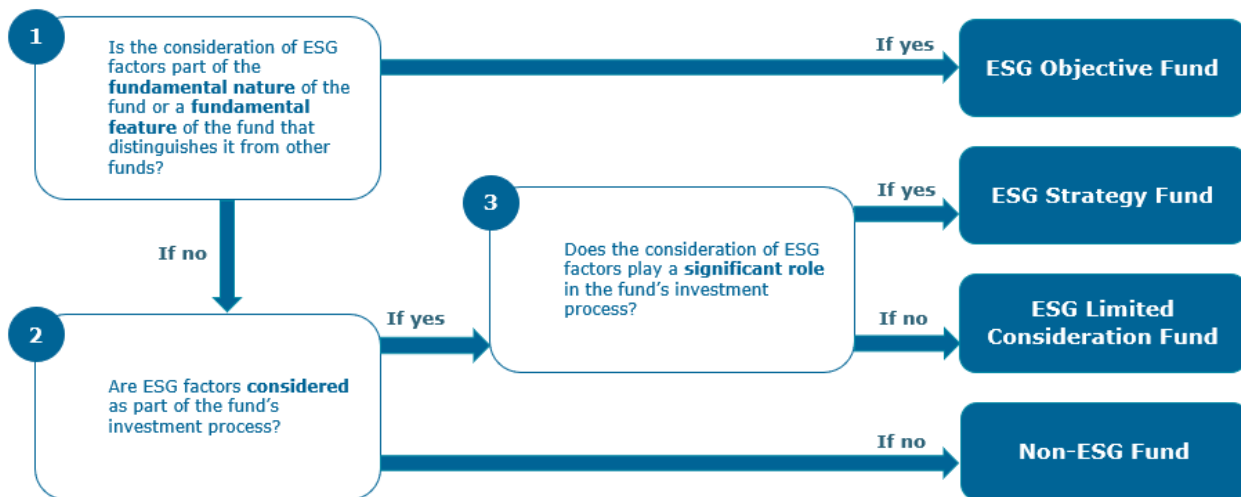 1
Is the consideration of ESG
factors part of the
fundamental nature of the
fund or a fundamental
feature of the fund that
distinguishes it from other
funds?
If yes
ESG Objective Fund
If no
2
Are ESG factors considered
as part of the fund's
investment process?
If yes
3
Does the consideration of ESG
factors play a significant role
in the fund's investment
process?
If yes
ESG Strategy Fund
If no
ESG Limited
Consideration Fund
If no
Non-ESG Fund